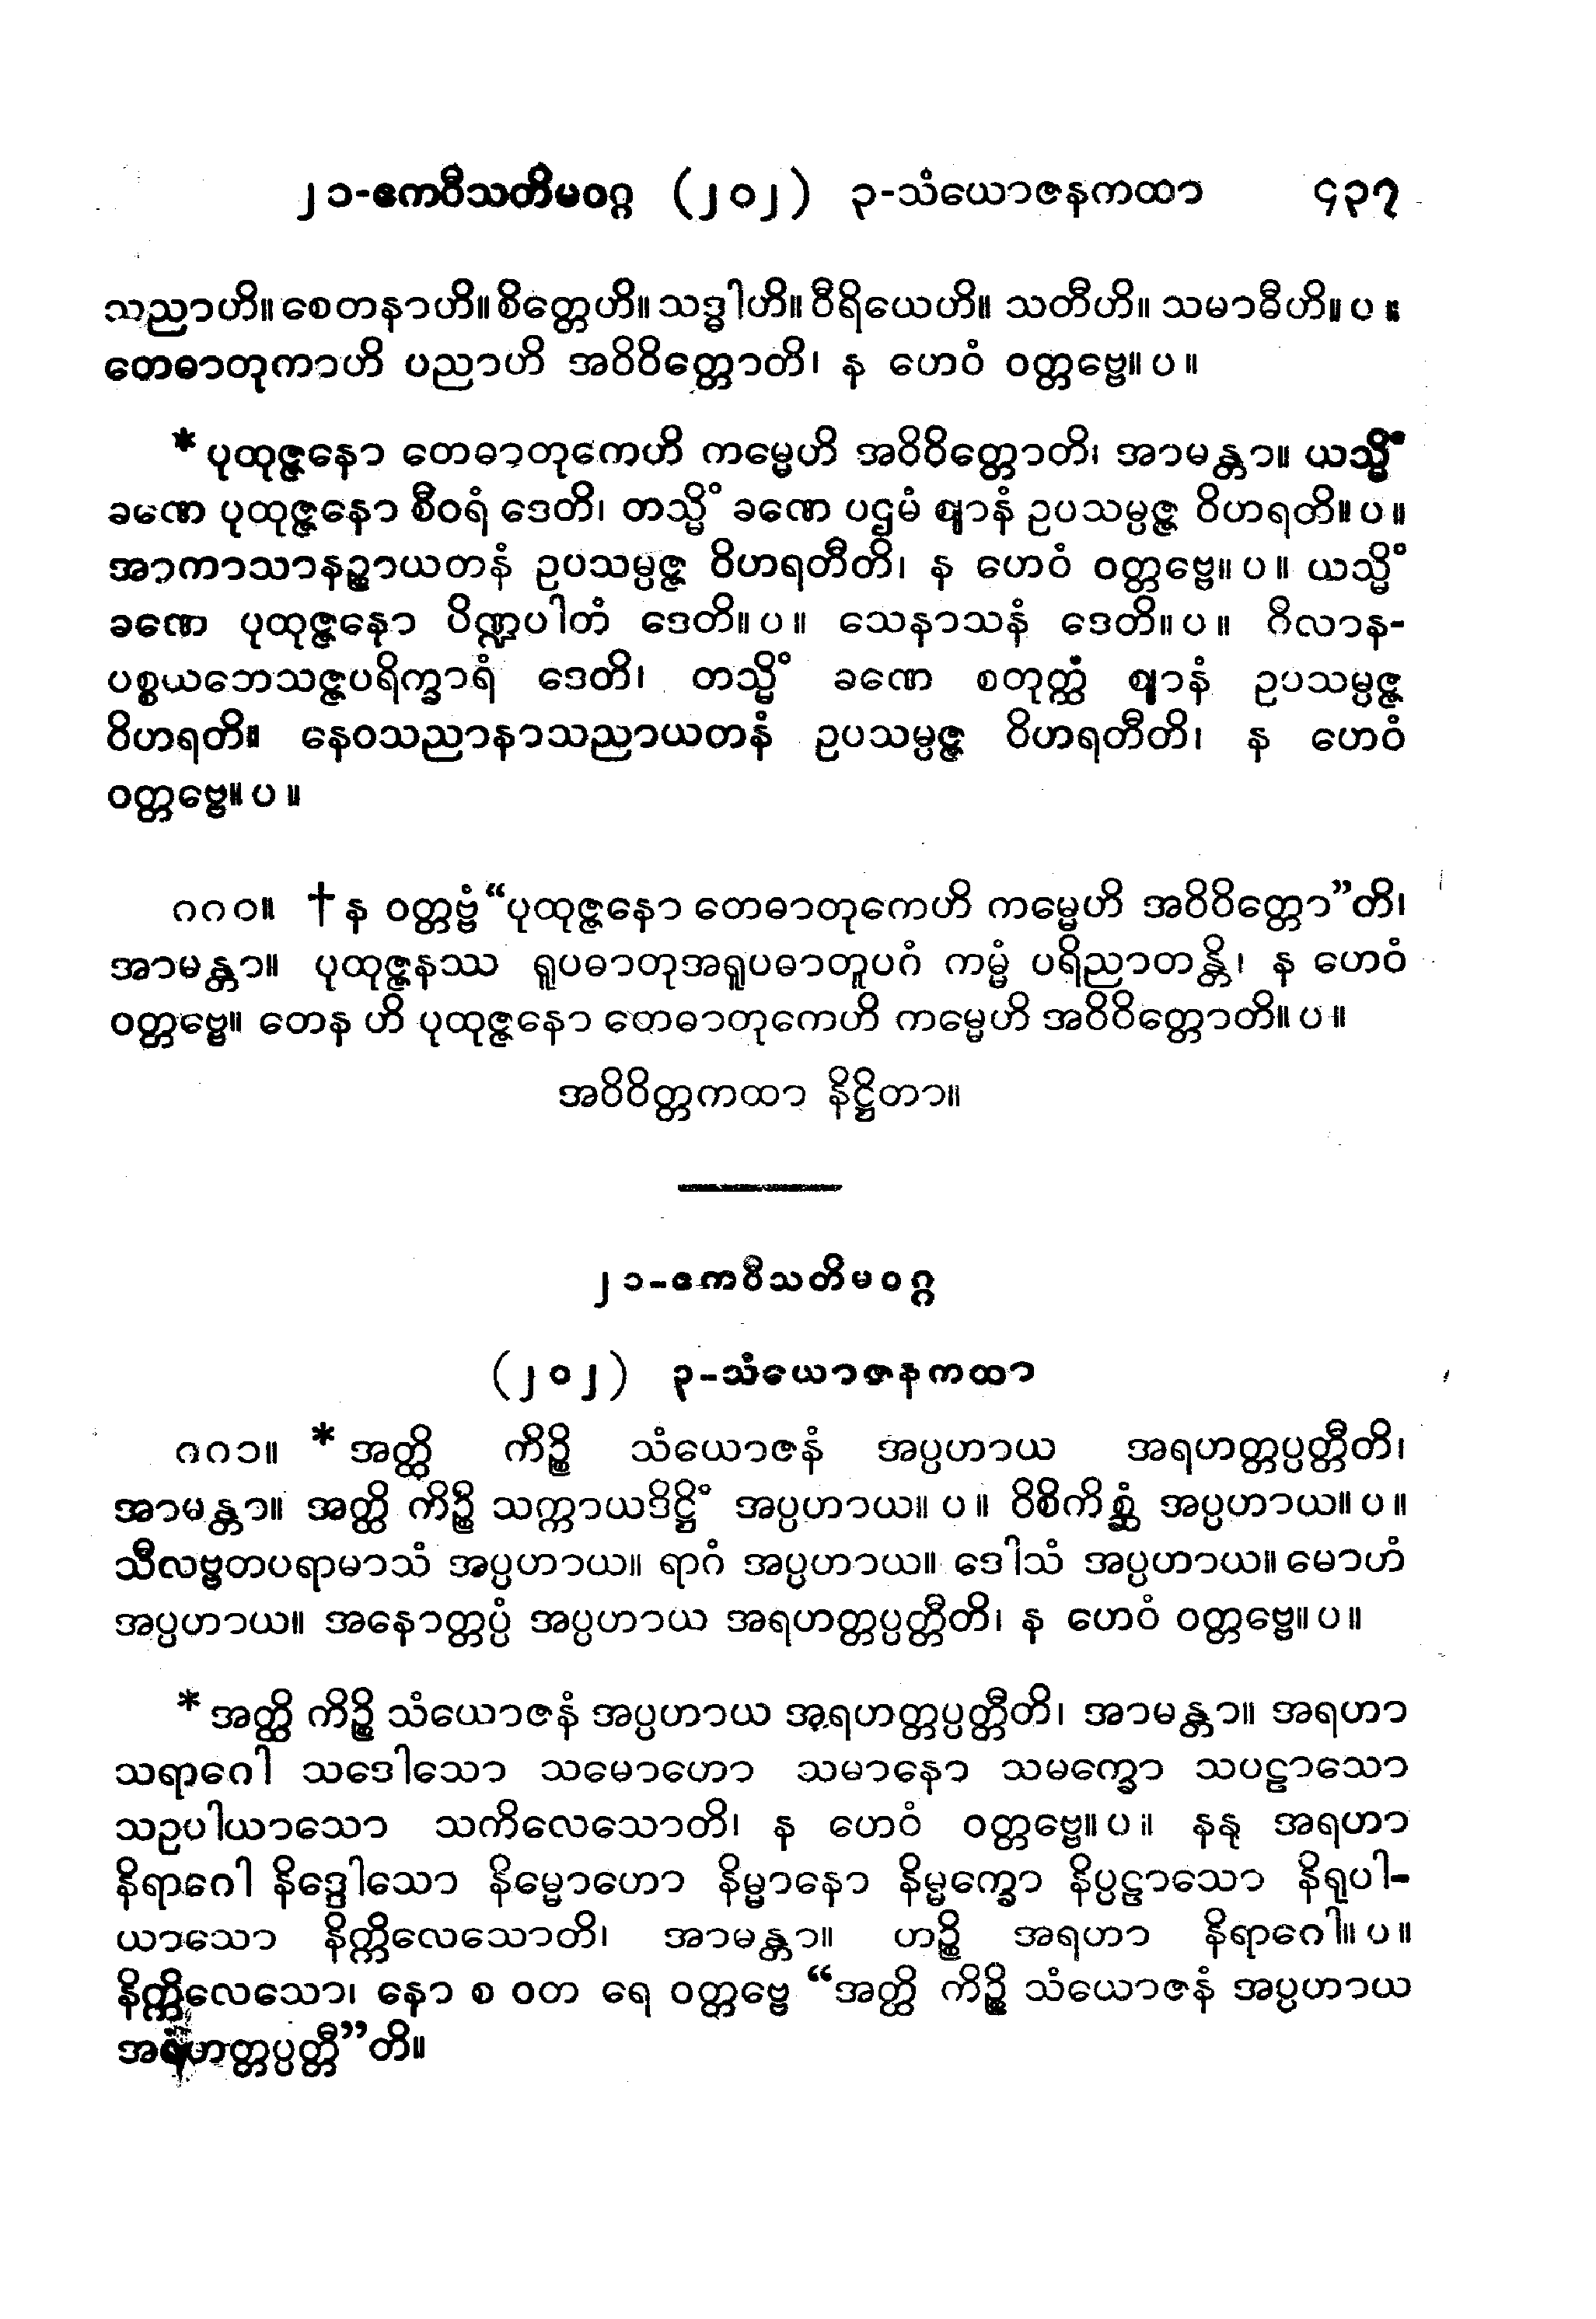 ၂၁-ဧကဝီသတိမဝဂ္ဂ (၂၀၂) ၃-သံယောဇနကထာ ၄၃၇
သညာဟိ။ စေတနာဟိ။ စိတ္တေဟိ။ သဒ္ဓါဟိ။ ဝီရိယေဟိ။ သတီဟိ။ သမာဓီဟိ။ ပ ။
တေဓာတုကာဟိ ပညာဟိ အဝိဝိတ္တောတိ၊ န ဟေဝံ ဝတ္တဗ္ဗေ။ ပ ။
* ပုထုဇ္ဇနော တေဓာတုကေဟိ ကမ္မေဟိ အဝိဝိတ္တောတိ၊ အာမန္တာ။ ယသ္မိံ
ခဏေ ပုထုဇ္ဇနော စီဝရံ ဒေတိ၊ တသ္မိံ ခဏေ ပဌမံ ဈာနံ ဥပသမ္ပဇ္ဇ ဝိဟရတိ။ ပ ။
အာကာသာနဉ္စာယတနံ ဥပသမ္ပဇ္ဇ ဝိဟရတီတိ၊ န ဟေဝံ ဝတ္တဗ္ဗေ။ ပ ။ ယသ္မိံ
ခဏေ ပုထုဇ္ဇနော ပိဏ္ဍပါတံ ဒေတိ။ ပ ။ သေနာသနံ ဒေတိ။ ပ ။ ဂိလာန-
ပစ္စယဘေသဇ္ဇပရိက္ခာရံ ဒေတိ၊ တသ္မိံ ခဏေ စတုတ္ထံ ဈာနံ ဥပသမ္ပဇ္ဇ
ဝိဟရတိ။ နေဝသညာနာသညာယတနံ ဥပသမ္ပဇ္ဇ ဝိဟရတီတိ၊ န ဟေဝံ
ဝတ္တဗ္ဗေ။ ပ ။
၈၈၀။ † န ဝတ္တဗ္ဗံ “ပုထုဇ္ဇနော တေဓာတုကေဟိ ကမ္မေဟိ အဝိဝိတ္တော”တိ၊
အာမန္တာ။ ပုထုဇ္ဇနဿ ရူပဓာတုအရူပဓာတူပဂံ ကမ္မံ ပရိညာတန္တိ၊ န ဟေဝံ
ဝတ္တဗ္ဗေ။ တေန ဟိ ပုထုဇ္ဇနော တေဓာတုကေဟိ ကမ္မေဟိ အဝိဝိတ္တောတိ။ ပ ။
အဝိဝိတ္တကထာ နိဋ္ဌိတာ။
၂၁-ဧကဝီသတိမဝဂ္ဂ
(၂၀၂) ၃-သံယောဇနကထာ
၈၈၁။ * အတ္ထိ ကိဉ္စိ သံယောဇနံ အပ္ပဟာယ အရဟတ္တပ္ပတ္တီတိ၊
အာမန္တာ။ အတ္ထိ ကိဉ္စိ သက္ကာယဒိဋ္ဌိံ အပ္ပဟာယ။ ပ ။ ဝိစိကိစ္ဆံ အပ္ပဟာယ။ ပ ။
သီလဗ္ဗတပရာမာသံ အပ္ပဟာယ။ ရာဂံ အပ္ပဟာယ။ ဒေါသံ အပ္ပဟာယ။ မောဟံ
အပ္ပဟာယ။ အနောတ္တပ္ပံ အပ္ပဟာယ အရဟတ္တပ္ပတ္တီတိ၊ န ဟေဝံ ဝတ္တဗ္ဗေ။ ပ ။
* အတ္ထိ ကိဉ္စိ သံယောဇနံ အပ္ပဟာယ အရဟတ္တပ္ပတ္တီတိ၊ အာမန္တာ။ အရဟာ
သရာဂေါ သဒေါသော သမောဟော သမာနော သမက္ခော သပဠာသော
သဥပါယာသော သကိလေသောတိ၊ န ဟေဝံ ဝတ္တဗ္ဗေ။ ပ ။ နနု အရဟာ
နိရာဂေါ နိဒ္ဒေါသော နိမ္မောဟော နိမ္မာနော နိမ္မက္ခော နိပ္ပဠာသော နိရုပါ-
ယာသော နိက္ကိလေသောတိ၊ အာမန္တာ။ ဟဉ္စိ အရဟာ နိရာဂေါ။ ပ ။
နိက္ကိလေသော၊ နော စ ဝတ ရေ ဝတ္တဗ္ဗေ “အတ္ထိ ကိဉ္စိ သံယောဇနံ အပ္ပဟာယ
အရဟတ္တပ္ပတ္တီ”တိ။